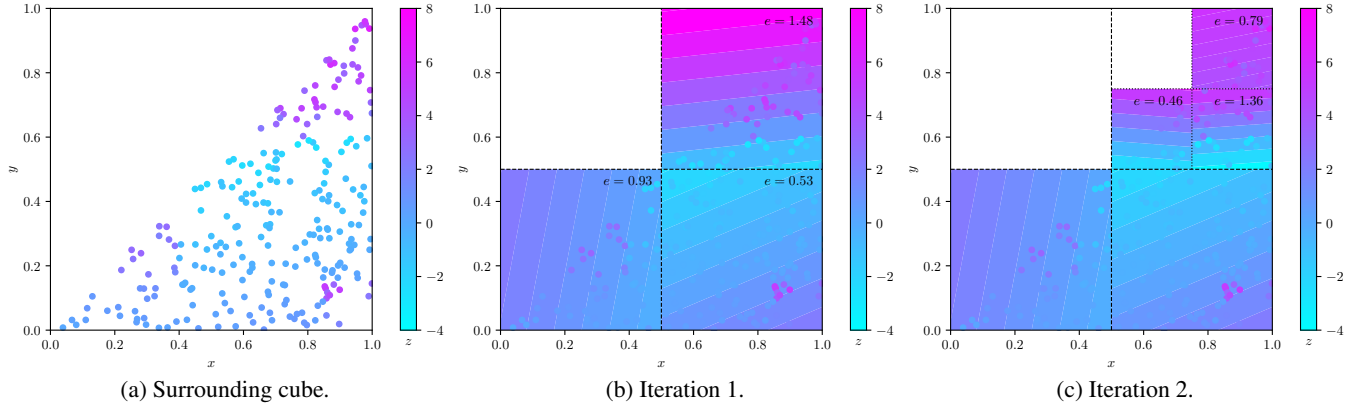 1.0
0.8
0.6
0.4
0.2
0.0
y
0.0 0.2 0.4 0.6 0.8 1.0
x
8
6
4
2
0
−2
−4
z
(a) Surrounding cube.
1.0
0.8
0.6
0.4
0.2
0.0
y
e = 1.48
e = 0.93
e = 0.53
0.0 0.2 0.4 0.6 0.8 1.0
x
8
6
4
2
0
−2
−4
z
(b) Iteration 1.
1.0
0.8
0.6
0.4
0.2
0.0
y
e = 0.79
e = 0.46
e = 1.36
0.0 0.2 0.4 0.6 0.8 1.0
x
8
6
4
2
0
−2
−4
z
(c) Iteration 2.